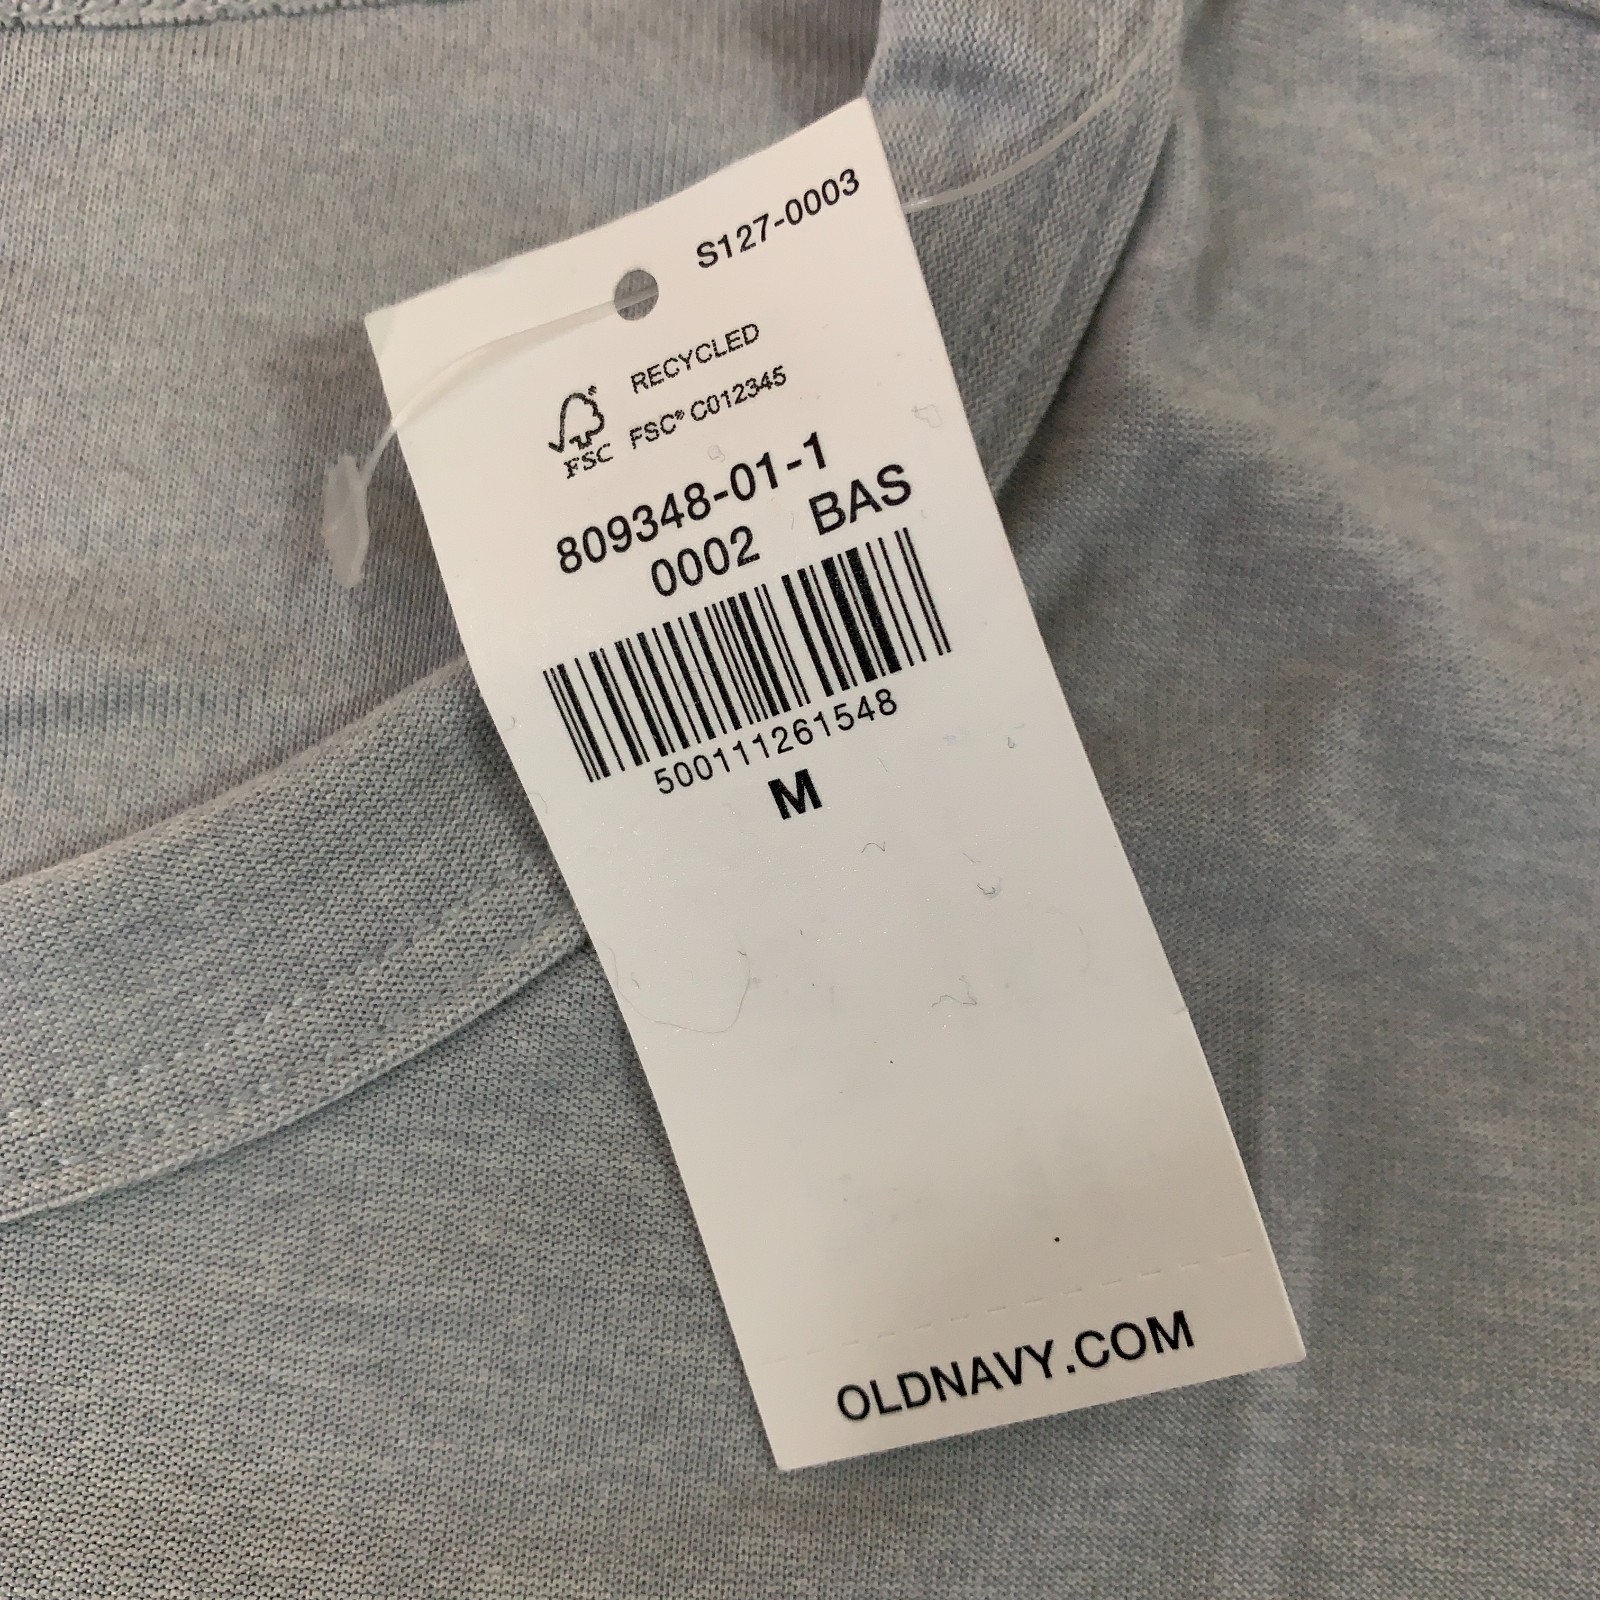 S127-0003
RECYCLED
FSC® C012345
FSC
809348-01-1
0002 BAS
500111261548
M
OLDNAVY.COM